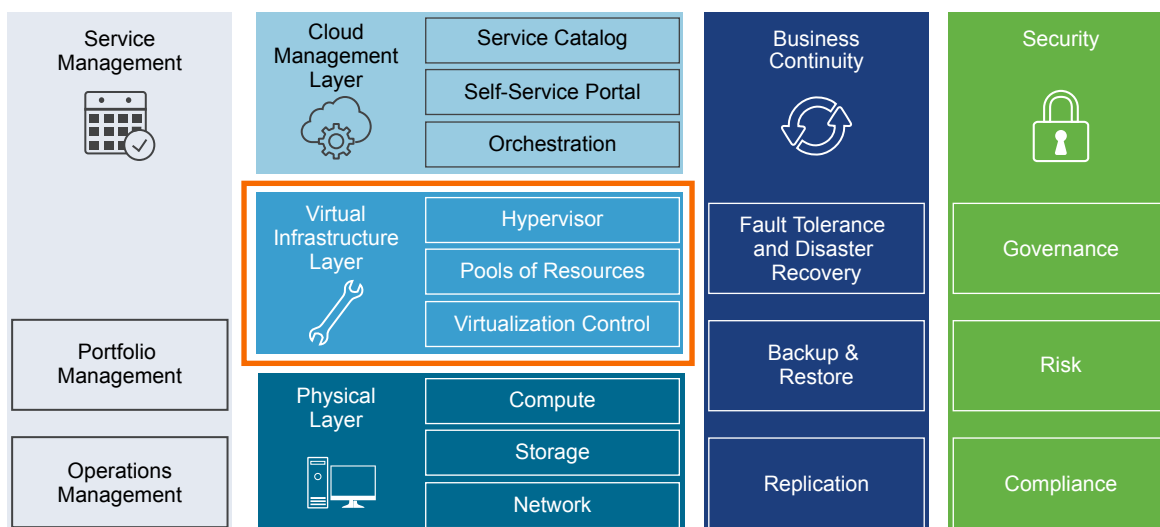 Service
Management
Portfolio
Management
Operations
Management
Cloud
Management
Layer
Service Catalog
Self-Service Portal
Orchestration
Virtual
Infrastructure
Layer
Hypervisor
Pools of Resources
Virtualization Control
Physical
Layer
Compute
Storage
Network
Business
Continuity
Fault Tolerance
and Disaster
Recovery
Backup &
Restore
Replication
Security
Governance
Risk
Compliance